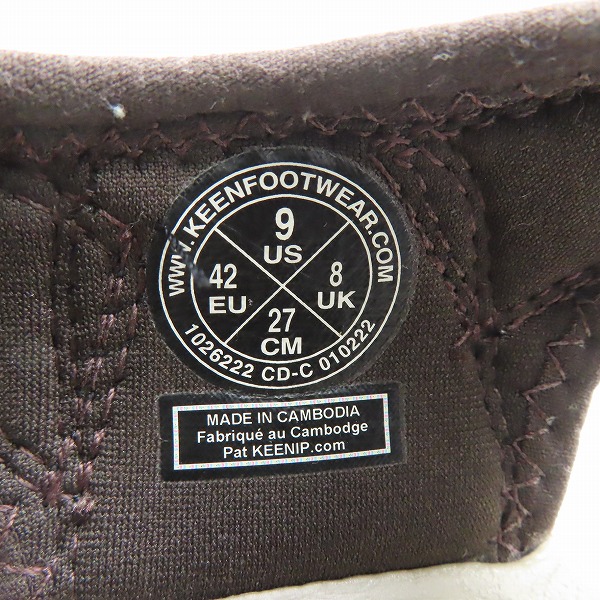 WWW.KEENFOOTWEAR.COM
9
US
42
EU
8
UK
27
CM
1026222 CD-C 010222
MADE IN CAMBODIA
Fabriqué au Cambodge
Pat KEENIP.com